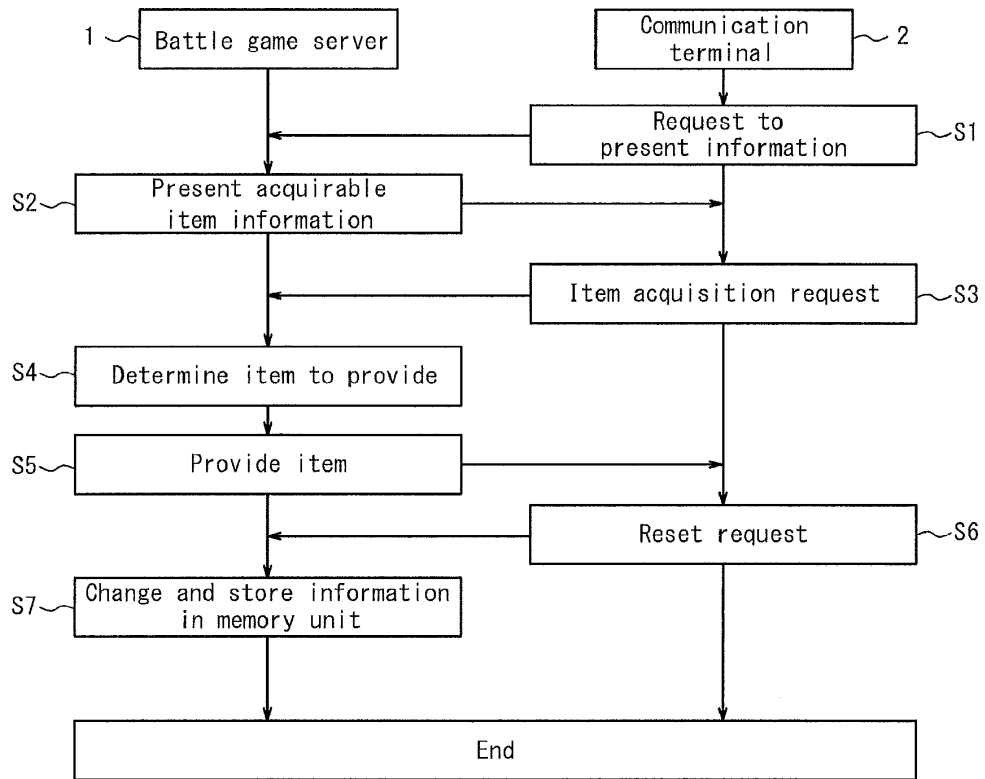 1
Battle game server
Communication
terminal
2
Request to
present information
S1
S2
Present acquirable
item information
Item acquisition request
S3
S4
Determine item to provide
S5
Provide item
Reset request
S6
S7
Change and store information
in memory unit
End